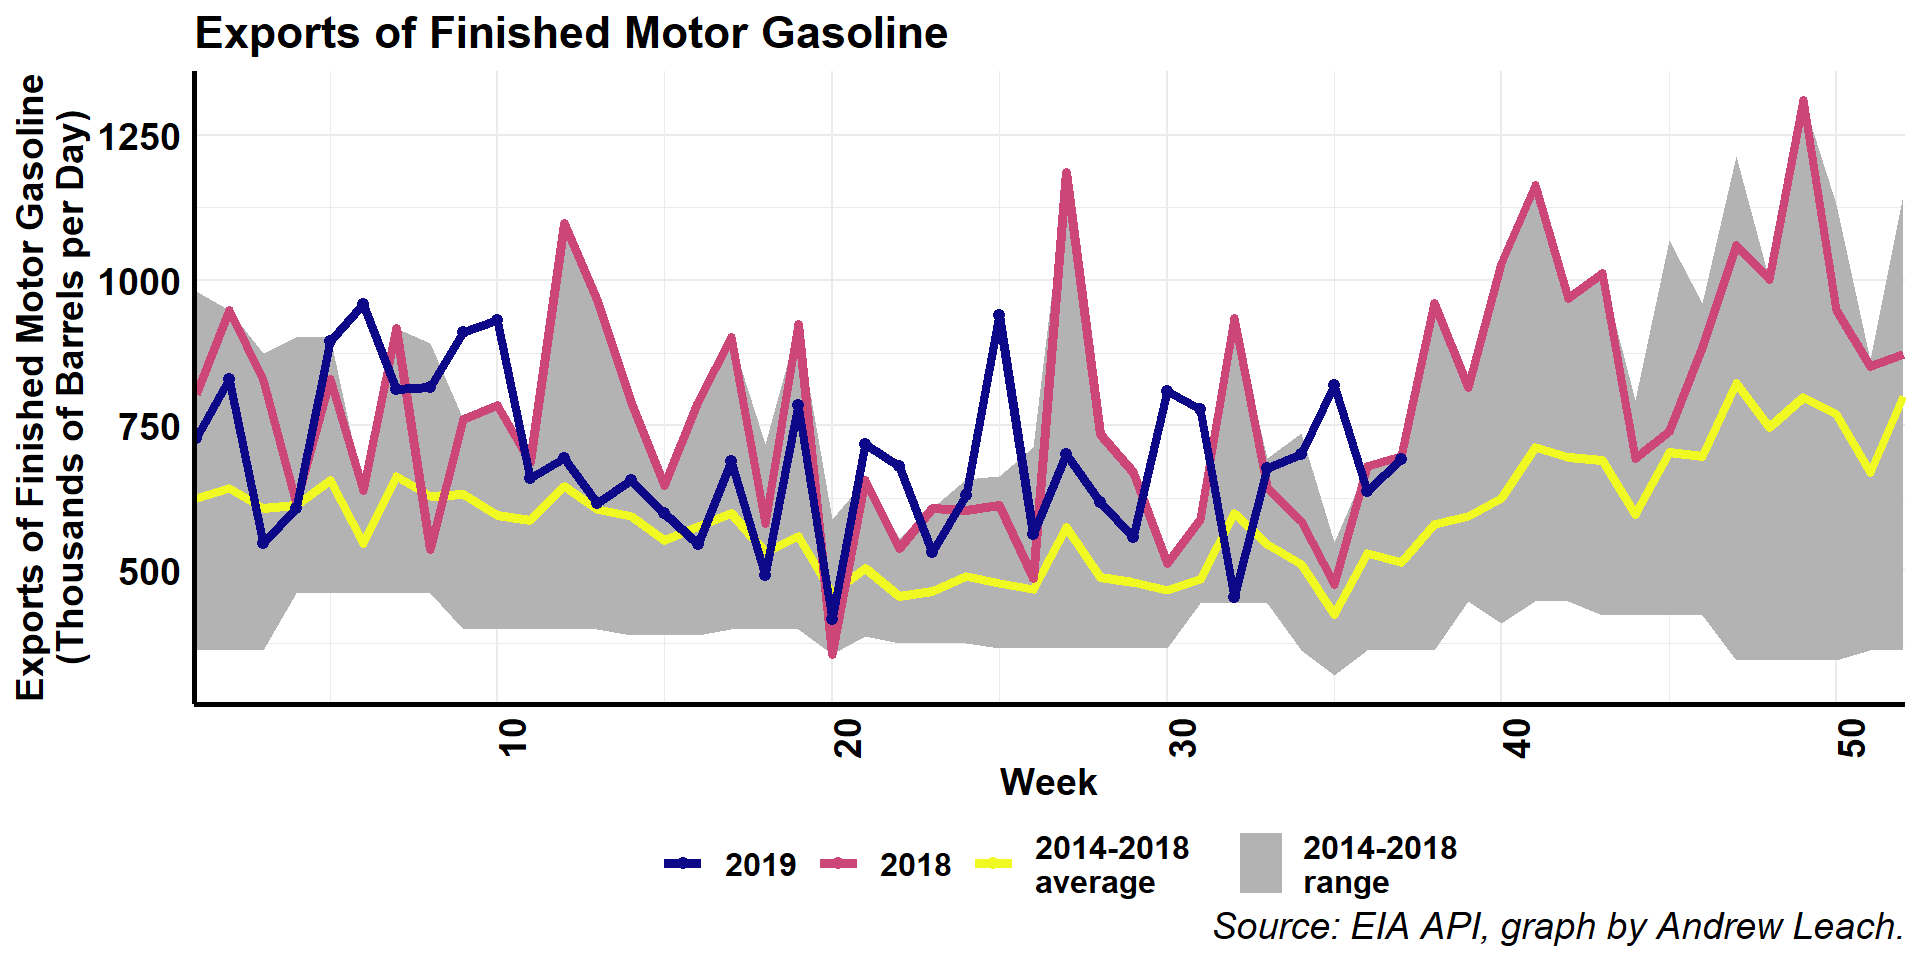 Exports of Finished Motor Gasoline
Exports of Finished Motor Gasoline
(Thousands of Barrels per Day)
1250
1000
750
500
10
20
30
40
50
Week
2019
2018
2014-2018
average
2014-2018
range
Source: EIA API, graph by Andrew Leach.